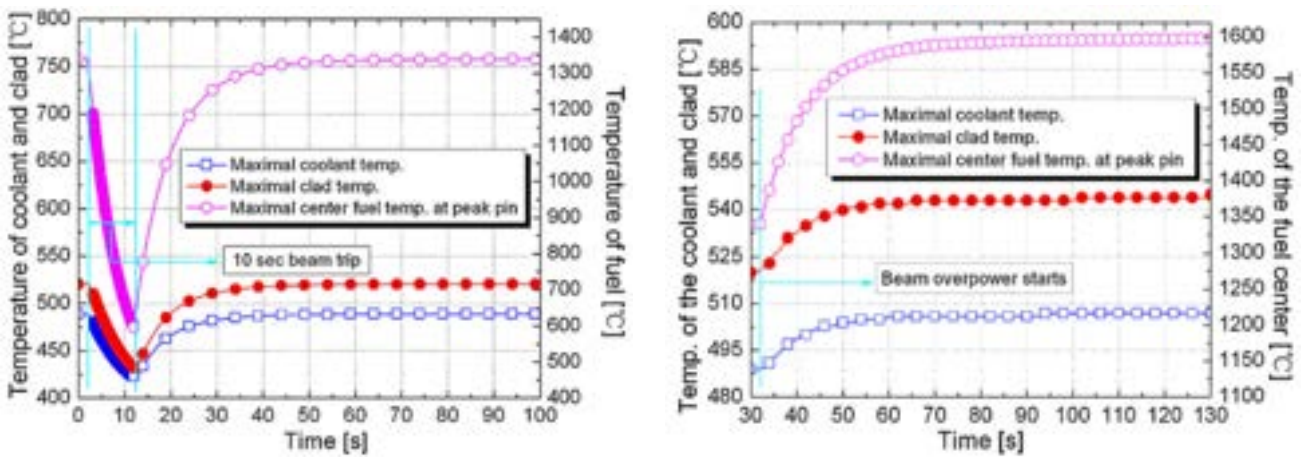 Temperature of coolant and clad [℃]
800
750
700
650
600
550
500
450
400
1400
1300
1200
1100
1000
900
800
700
600
500
400
Temperature of fuel [℃]
Maximal coolant temp.
Maximal clad temp.
Maximal center fuel temp. at peak pin
10 sec beam trip
0 10 20 30 40 50 60 70 80 90 100
Time [s]
Temp. of the coolant and clad [℃]
600
585
570
555
540
525
510
495
480
1600
1550
1500
1450
1400
1350
1300
1250
1200
1150
1100
Temp. of the fuel center [℃]
Maximal coolant temp.
Maximal clad temp.
Maximal center fuel temp. at peak pin
Beam overpower starts
30 40 50 60 70 80 90 100 110 120 130
Time [s]